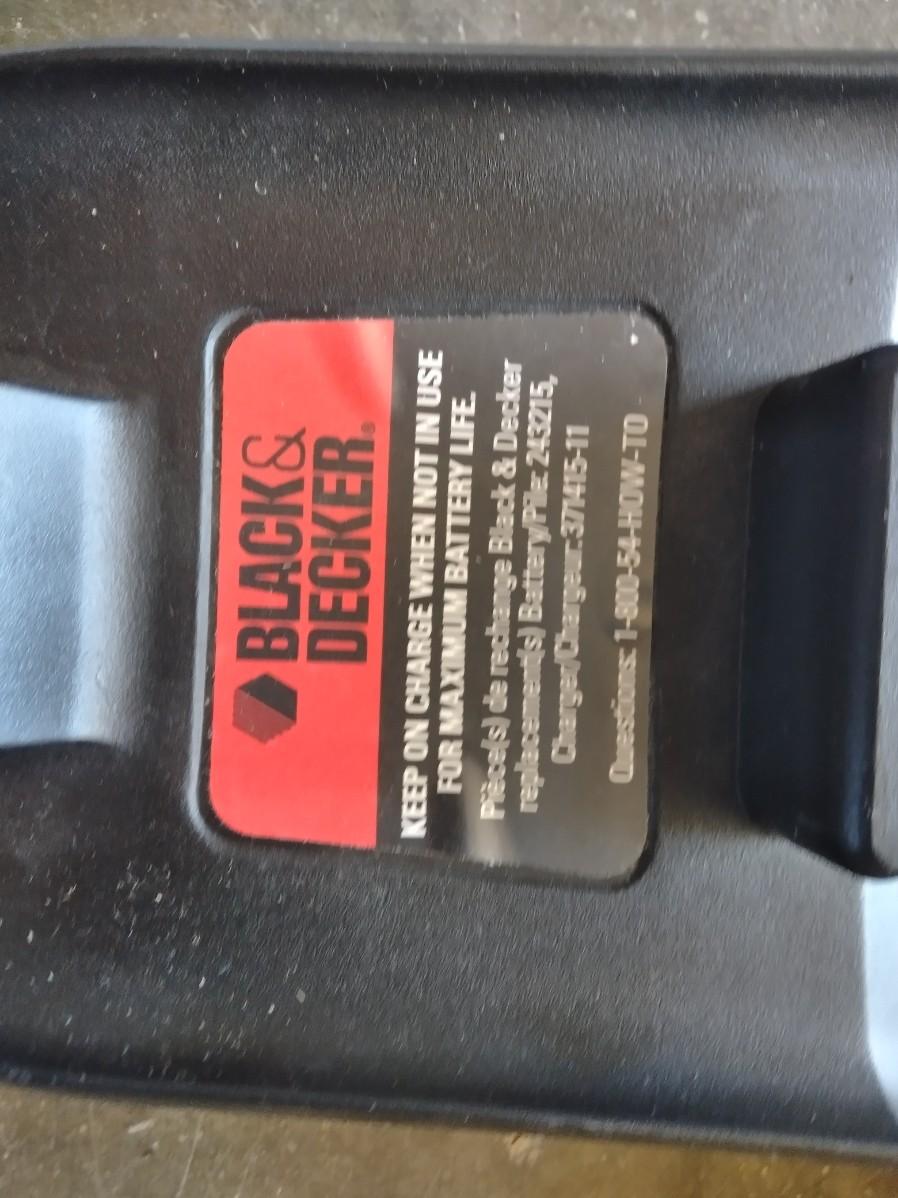 BLACK&
DECKER®
KEEP ON CHARGE WHEN NOT IN USE
FOR MAXIMUM BATTERY LIFE.
Pièce(s) de rechange Black & Decker
replacement(s) Battery/Pile: 243215,
Charger/Chargeur: 371415-11
Questions: 1-800-54-HOW-TO